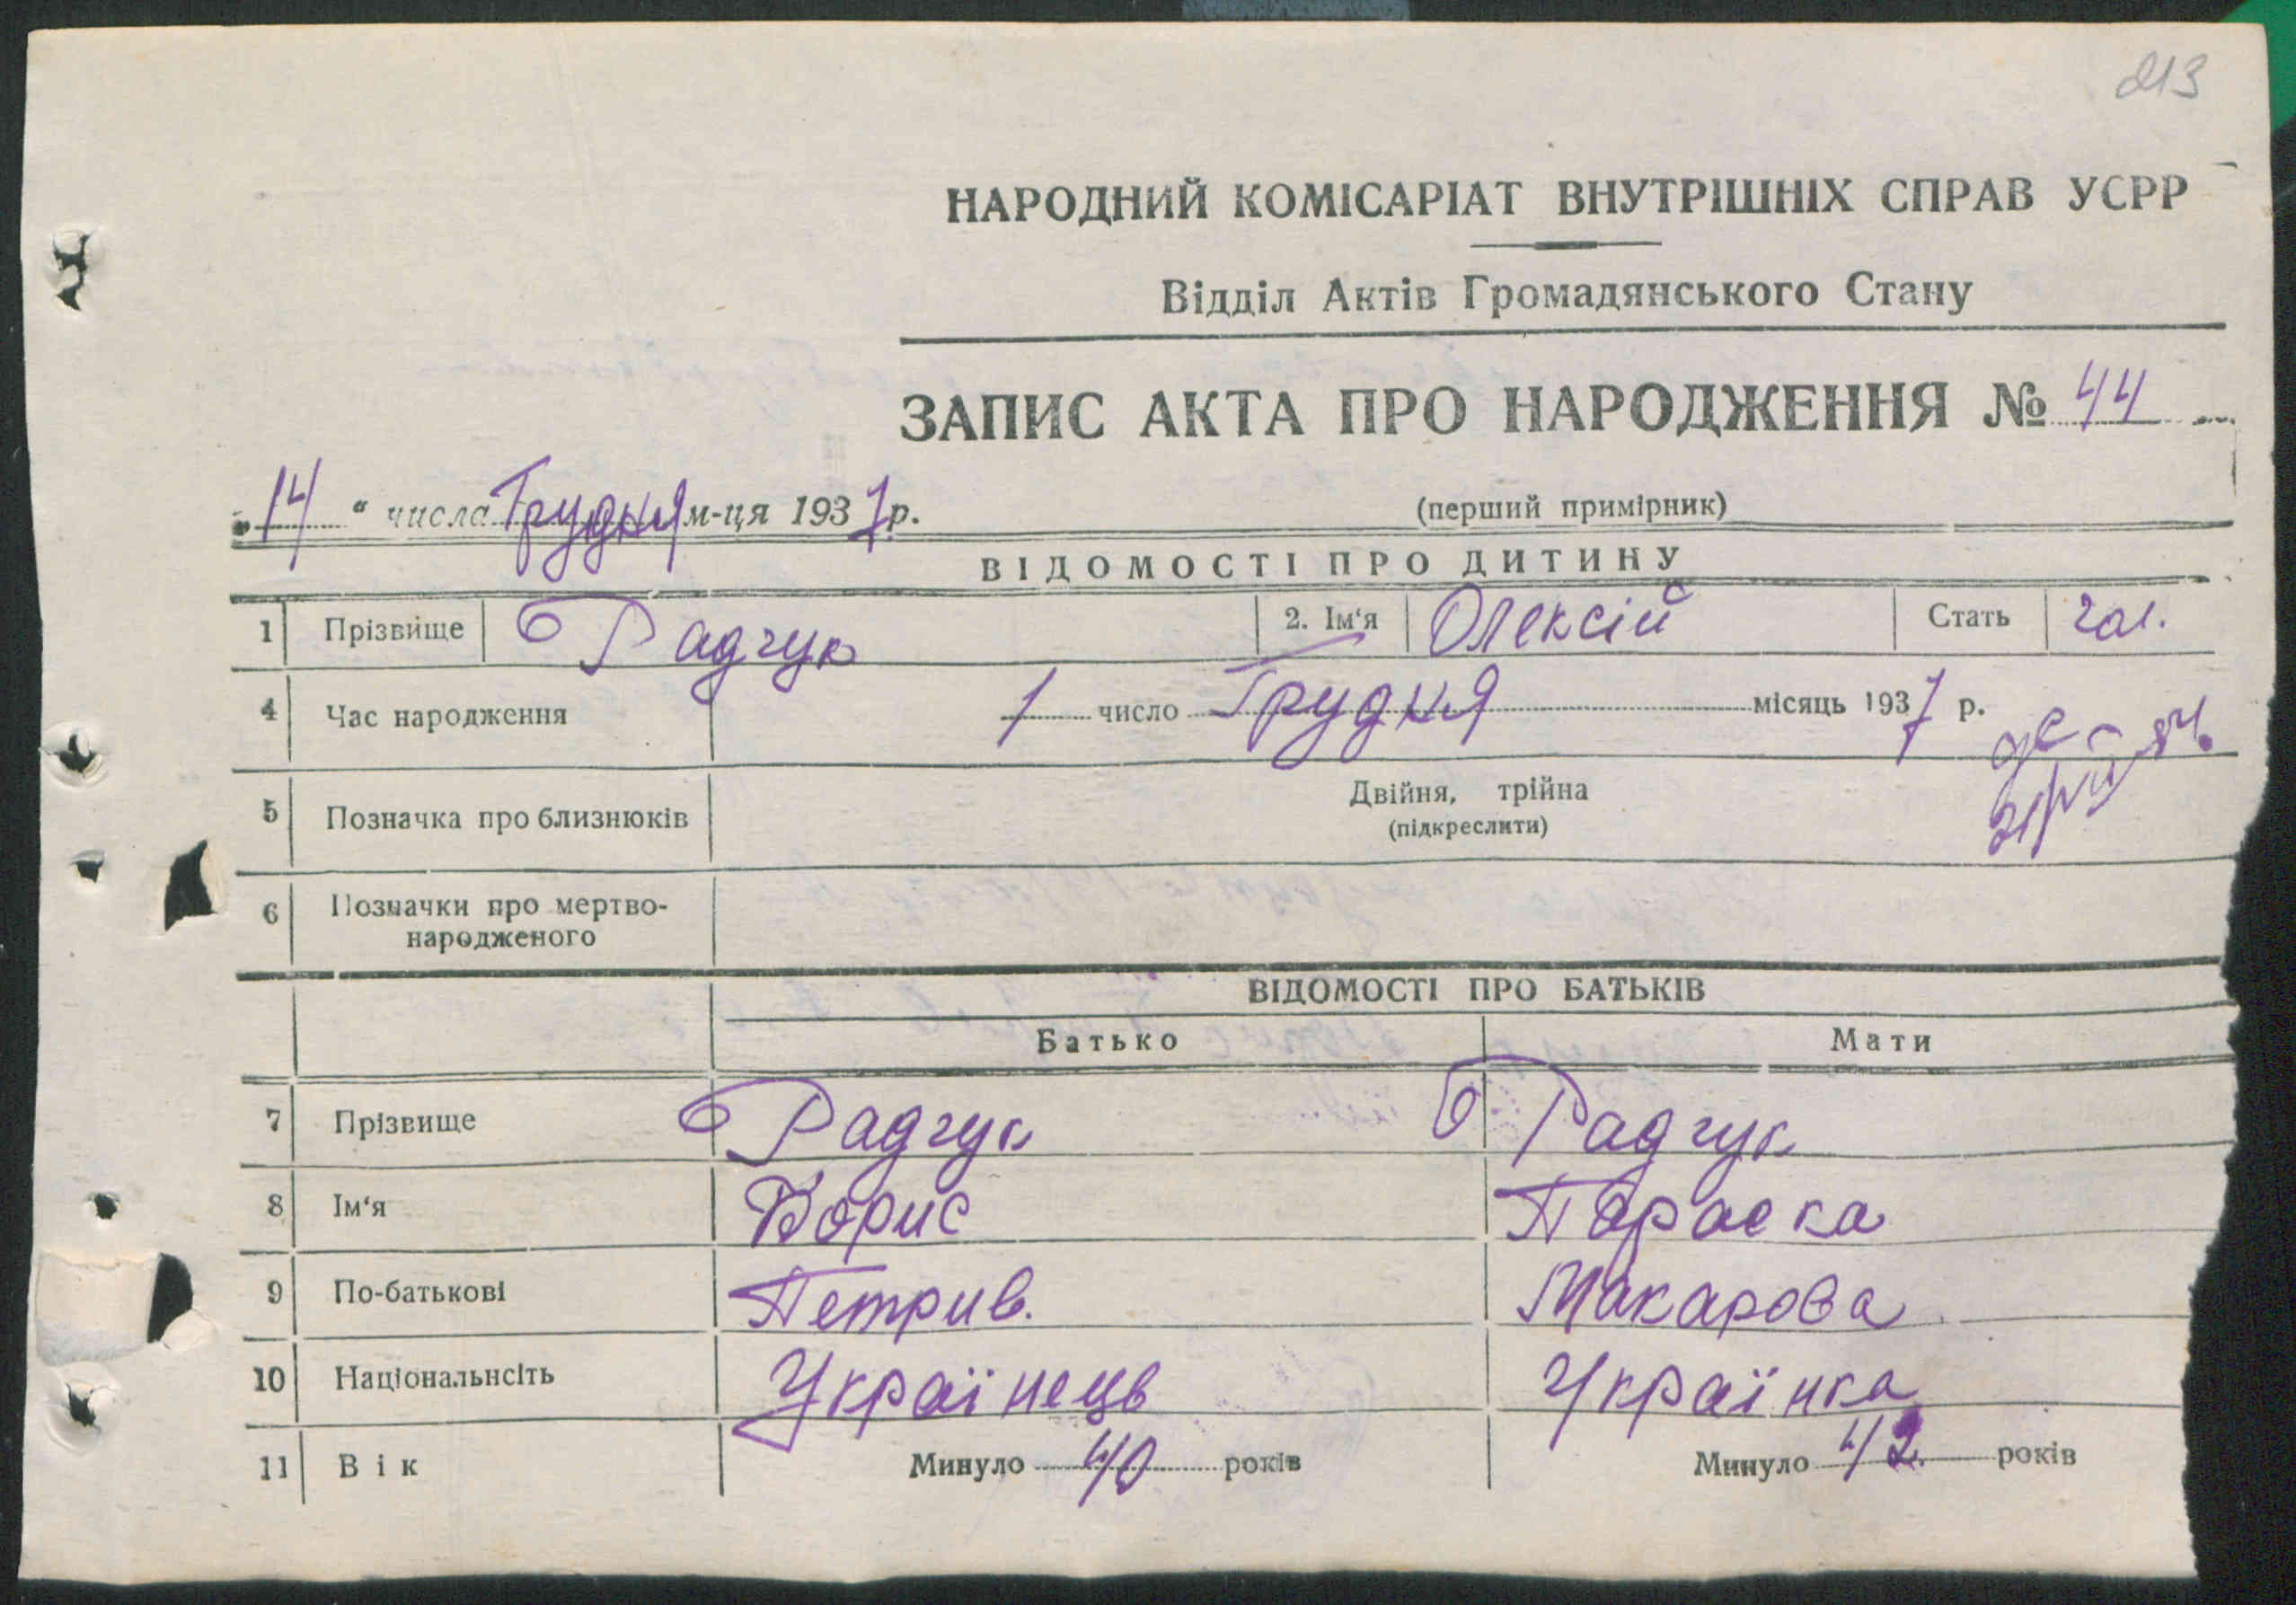 213
НАРОДНИЙ КОМІСАРІАТ ВНУТРІШНІХ СПРАВ УСРР
Відділ Актів Громадянського Стану
ЗАПИС АКТА ПРО НАРОДЖЕННЯ № 44
„ 14 “ числа Грудня м-ця 1937 р. (перший примірник)
ВІДОМОСТІ ПРО ДИТИНУ
1 Прізвище Радчук 2. Ім'я Олексій Стать чол.
4 Час народження 1 число Грудня місяць 1937 р.
5 Позначка про близнюків Двійня, трійна
(підкреслити)
6 Позначки про мертво-
народженого
ВІДОМОСТІ ПРО БАТЬКІВ
Батько Мати
7 Прізвище Радчук Радчук
8 Ім'я Борис Параска
9 По-батькові Петрив. Макарова
10 Національнсіть Українець Українка
11 Вік Минуло 40 років Минуло 42 років